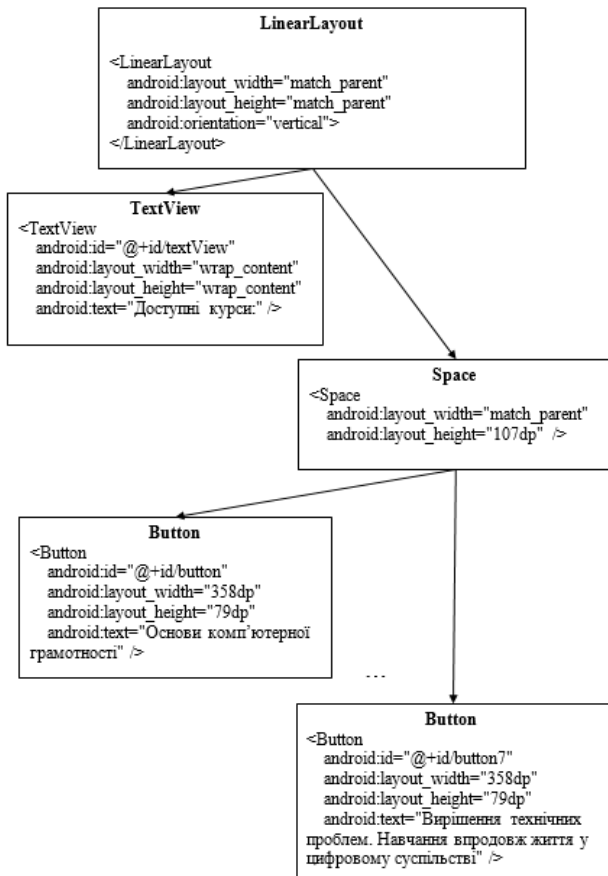 LinearLayout
<LinearLayout
android:layout_width="match_parent"
android:layout_height="match_parent"
android:orientation="vertical">
</LinearLayout>
TextView
<TextView
android:id="@+id/textView"
android:layout_width="wrap_content"
android:layout_height="wrap_content"
android:text="Доступні курси:" />
Space
<Space
android:layout_width="match_parent"
android:layout_height="107dp" />
Button
<Button
android:id="@+id/button"
android:layout_width="358dp"
android:layout_height="79dp"
android:text="Основи комп’ютерної
грамотності" />
...
Button
<Button
android:id="@+id/button7"
android:layout_width="358dp"
android:layout_height="79dp"
android:text="Вирішення технічних
проблем. Навчання впродовж життя у
цифровому суспільстві" />